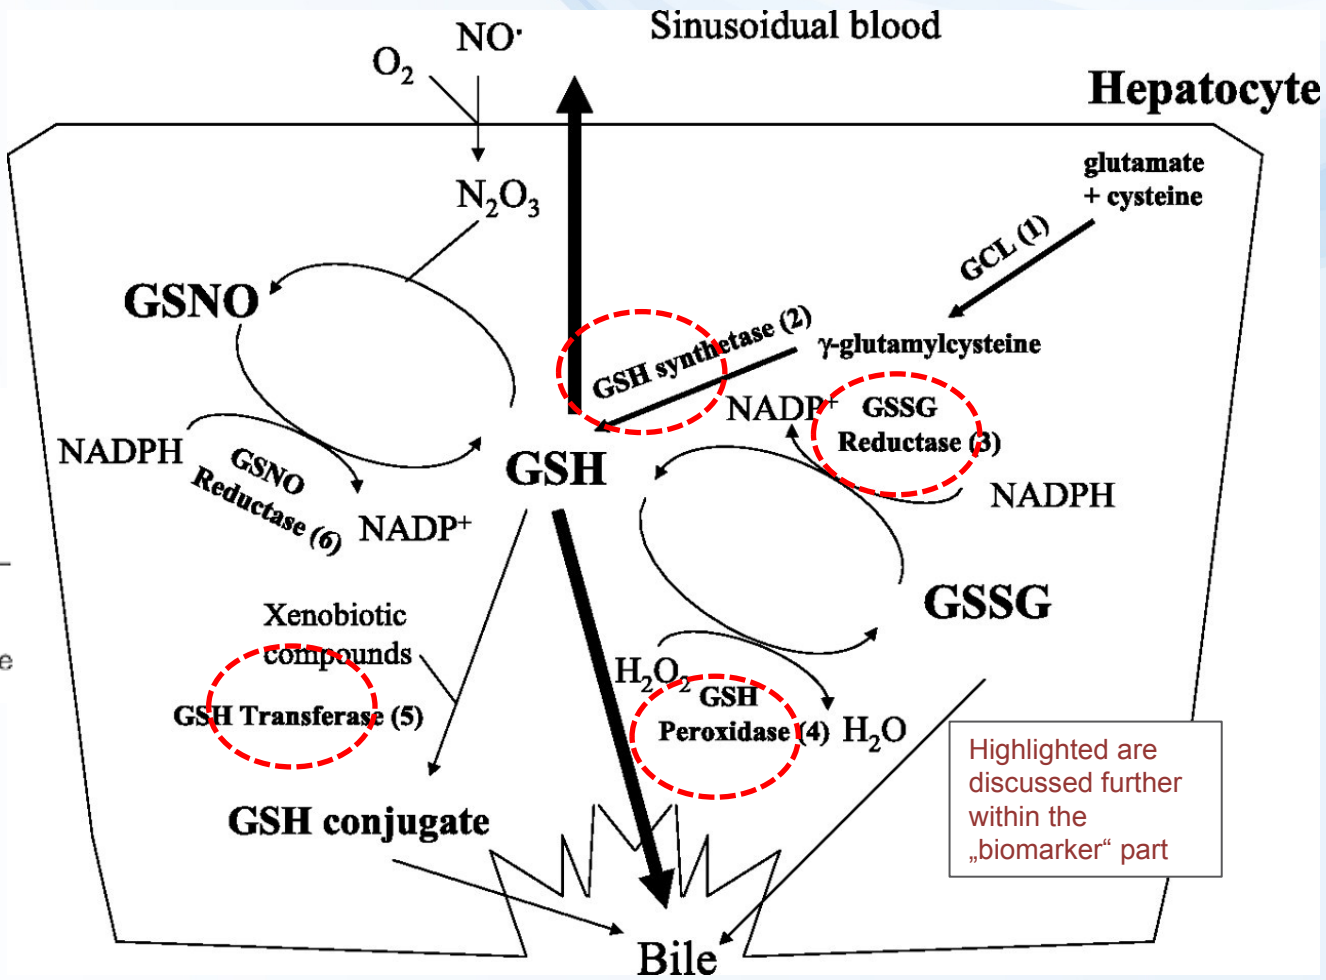 Sinusoidual blood
NO·
O₂
Hepatocyte
N₂O₃
glutamate
+ cysteine
GCL (1)
GSNO
GSH synthetase (2)
γ-glutamylcysteine
NADP⁺
GSSG
Reductase (3)
NADPH
GSNO
Reductase (6)
NADP⁺
GSH
NADPH
GSSG
Xenobiotic
compounds
GSH Transferase (5)
H₂O₂
GSH
Peroxidase (4)
H₂O
GSH conjugate
Highlighted are
discussed further
within the
„biomarker“ part
Bile
e